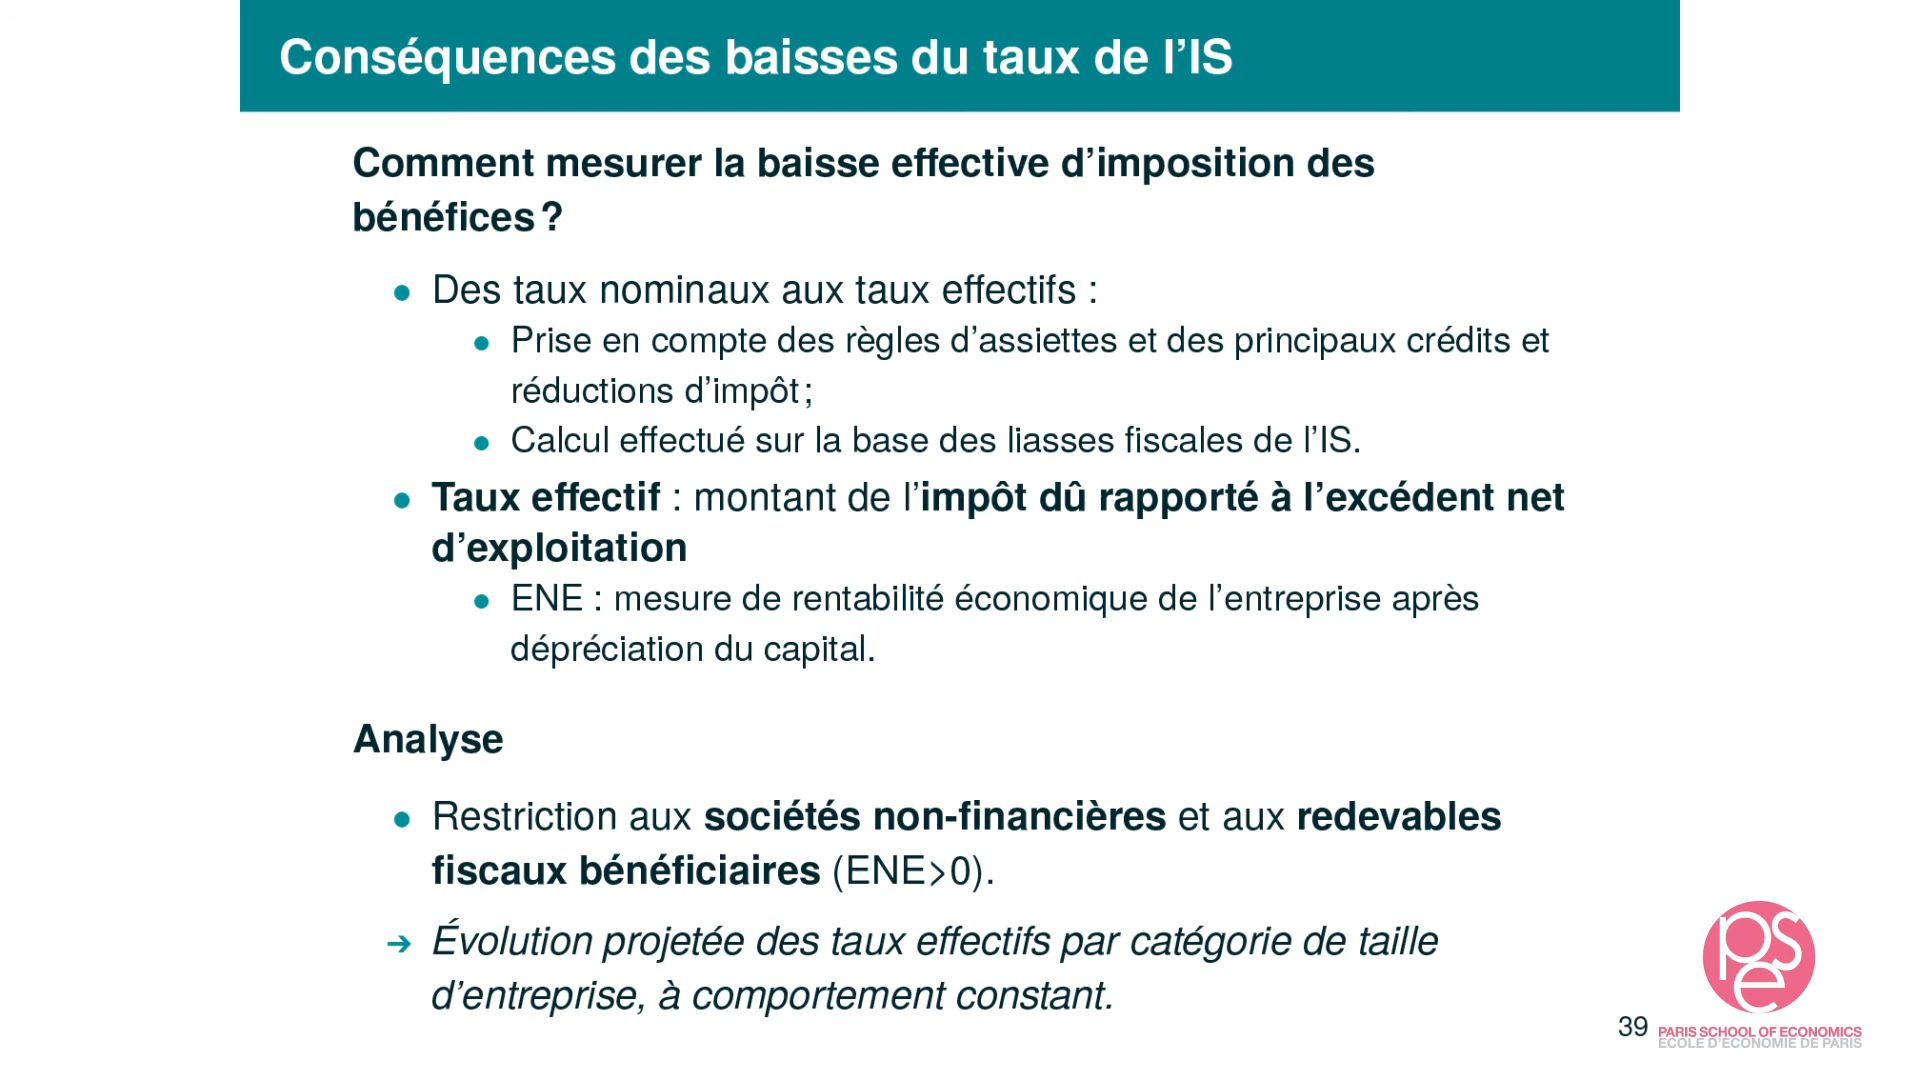 Conséquences des baisses du taux de l'IS
Comment mesurer la baisse effective d'imposition des
bénéfices ?
• Des taux nominaux aux taux effectifs :
• Prise en compte des règles d'assiettes et des principaux crédits et
réductions d'impôt ;
• Calcul effectué sur la base des liasses fiscales de l'IS.
• Taux effectif : montant de l'impôt dû rapporté à l'excédent net
d'exploitation
• ENE : mesure de rentabilité économique de l'entreprise après
dépréciation du capital.
Analyse
• Restriction aux sociétés non-financières et aux redevables
fiscaux bénéficiaires (ENE>0).
➔ Évolution projetée des taux effectifs par catégorie de taille
d'entreprise, à comportement constant.
pse
39
PARIS SCHOOL OF ECONOMICS
ECOLE D'ECONOMIE DE PARIS